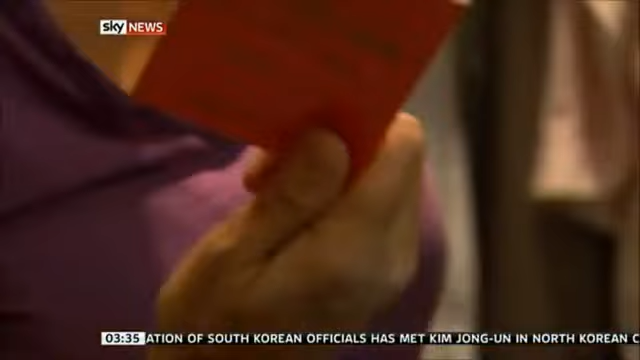 sky NEWS
03:35 ATION OF SOUTH KOREAN OFFICIALS HAS MET KIM JONG-UN IN NORTH KOREAN C